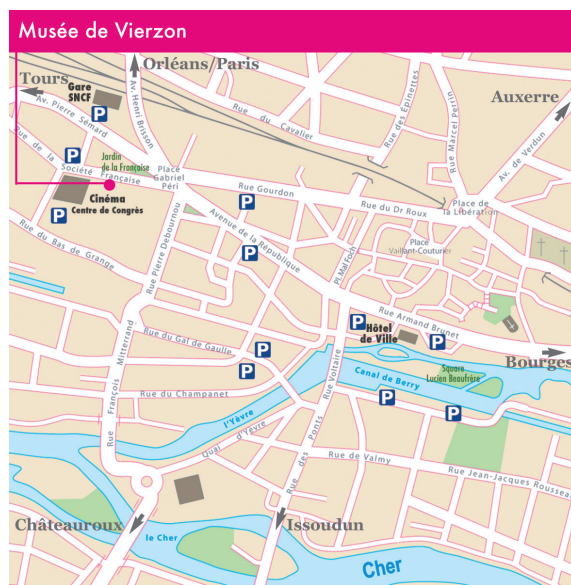 Musée de Vierzon
Orléans/Paris
Tours
Gare
SNCF
Auxerre
Av. Pierre Sémard
Av. Henri Brisson
Rue du Cavalier
Rue des Épinettes
Rue Marcel Perrin
Av. de Verdun
P
P
Rue de la Société Française
Jardin
de la Française
Place
Gabriel
Péri
Cinéma
Centre de Congrès
P
Rue Gourdon
P
Rue du Dr Roux
Place de
la Libération
Rue du Bas de Grange
Rue Pierre Debournou
Avenue de la République
P
Pl. Mal Foch
Place
Vaillant-Couturier
Rue Armand Brunet
P
Hôtel
de Ville
P
Bourges
Rue du Gal de Gaulle
P
P
Rue François Mitterrand
Rue Voltaire
Canal de Berry
Square
Lucien Beaufrère
Rue du Champanet
P
P
l'Yèvre
Quai d'Yèvre
Rue des Ponts
Rue de Valmy
Rue Jean-Jacques Rousseau
Châteauroux
le Cher
Issoudun
Cher